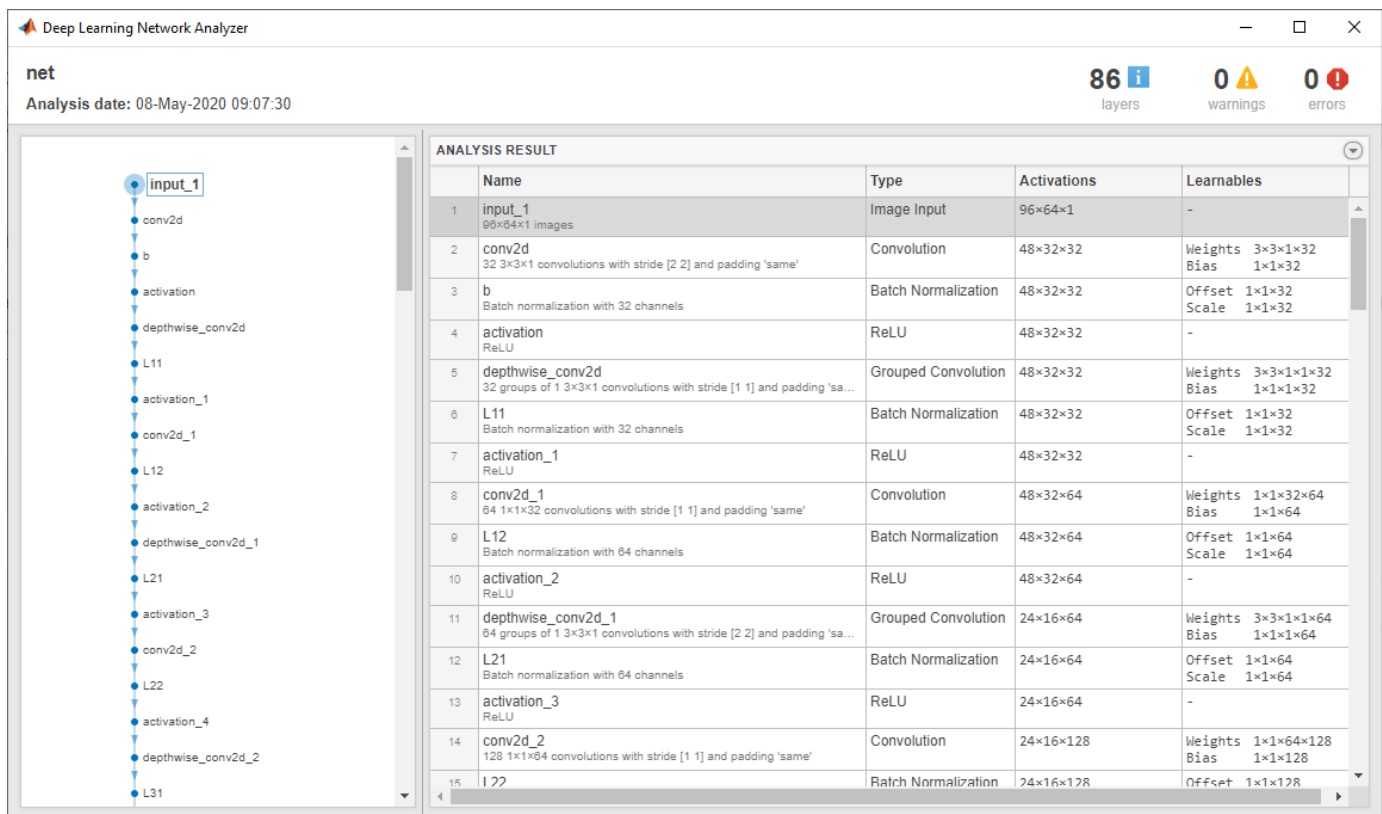 Deep Learning Network Analyzer
net
Analysis date: 08-May-2020 09:07:30
86 i
layers
0
warnings
0
errors
input_1
conv2d
b
activation
depthwise_conv2d
L11
activation_1
conv2d_1
L12
activation_2
depthwise_conv2d_1
L21
activation_3
conv2d_2
L22
activation_4
depthwise_conv2d_2
L31
ANALYSIS RESULT
Name Type Activations Learnables
1 input_1 Image Input 96×64×1 -
96×64×1 images
2 conv2d Convolution 48×32×32 Weights 3×3×1×32
32 3×3×1 convolutions with stride [2 2] and padding 'same' Bias 1×1×32
3 b Batch Normalization 48×32×32 Offset 1×1×32
Batch normalization with 32 channels Scale 1×1×32
4 activation ReLU 48×32×32 -
ReLU
5 depthwise_conv2d Grouped Convolution 48×32×32 Weights 3×3×1×1×32
32 groups of 1 3×3×1 convolutions with stride [1 1] and padding 'sa... Bias 1×1×1×32
6 L11 Batch Normalization 48×32×32 Offset 1×1×32
Batch normalization with 32 channels Scale 1×1×32
7 activation_1 ReLU 48×32×32 -
ReLU
8 conv2d_1 Convolution 48×32×64 Weights 1×1×32×64
64 1×1×32 convolutions with stride [1 1] and padding 'same' Bias 1×1×64
9 L12 Batch Normalization 48×32×64 Offset 1×1×64
Batch normalization with 64 channels Scale 1×1×64
10 activation_2 ReLU 48×32×64 -
ReLU
11 depthwise_conv2d_1 Grouped Convolution 24×16×64 Weights 3×3×1×1×64
64 groups of 1 3×3×1 convolutions with stride [2 2] and padding 'sa... Bias 1×1×1×64
12 L21 Batch Normalization 24×16×64 Offset 1×1×64
Batch normalization with 64 channels Scale 1×1×64
13 activation_3 ReLU 24×16×64 -
ReLU
14 conv2d_2 Convolution 24×16×128 Weights 1×1×64×128
128 1×1×64 convolutions with stride [1 1] and padding 'same' Bias 1×1×128
15 L22 Batch Normalization 24×16×128 Offset 1×1×128